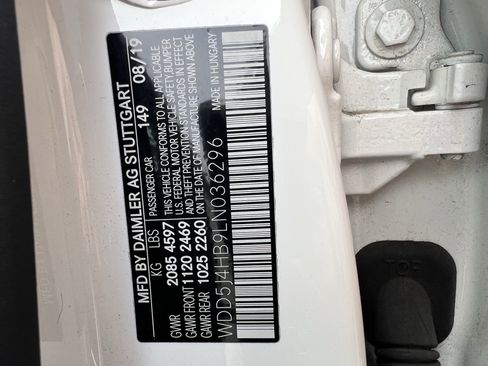 MFD BY DAIMLER AG STUTTGART
PASSENGER CAR 149 08/19
KG LBS
GVWR 2085 4597
GAWR FRONT 1120 2469
GAWR REAR 1025 2260
THIS VEHICLE CONFORMS TO ALL APPLICABLE
U.S. FEDERAL MOTOR VEHICLE SAFETY/BUMPER
AND THEFT PREVENTION STANDARDS IN EFFECT
ON THE DATE OF MANUFACTURE SHOWN ABOVE
MADE IN HUNGARY
WDD5J4HB9LN036296
TOP